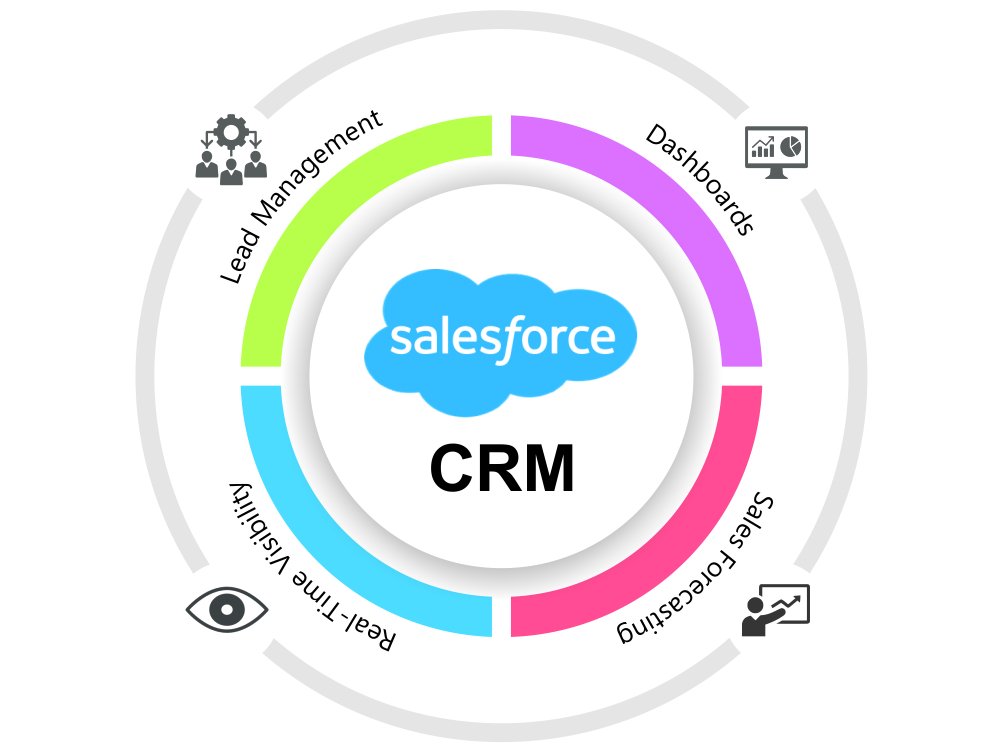 Lead Management
Dashboards
salesforce
CRM
Real-Time Visibility
Sales Forecasting